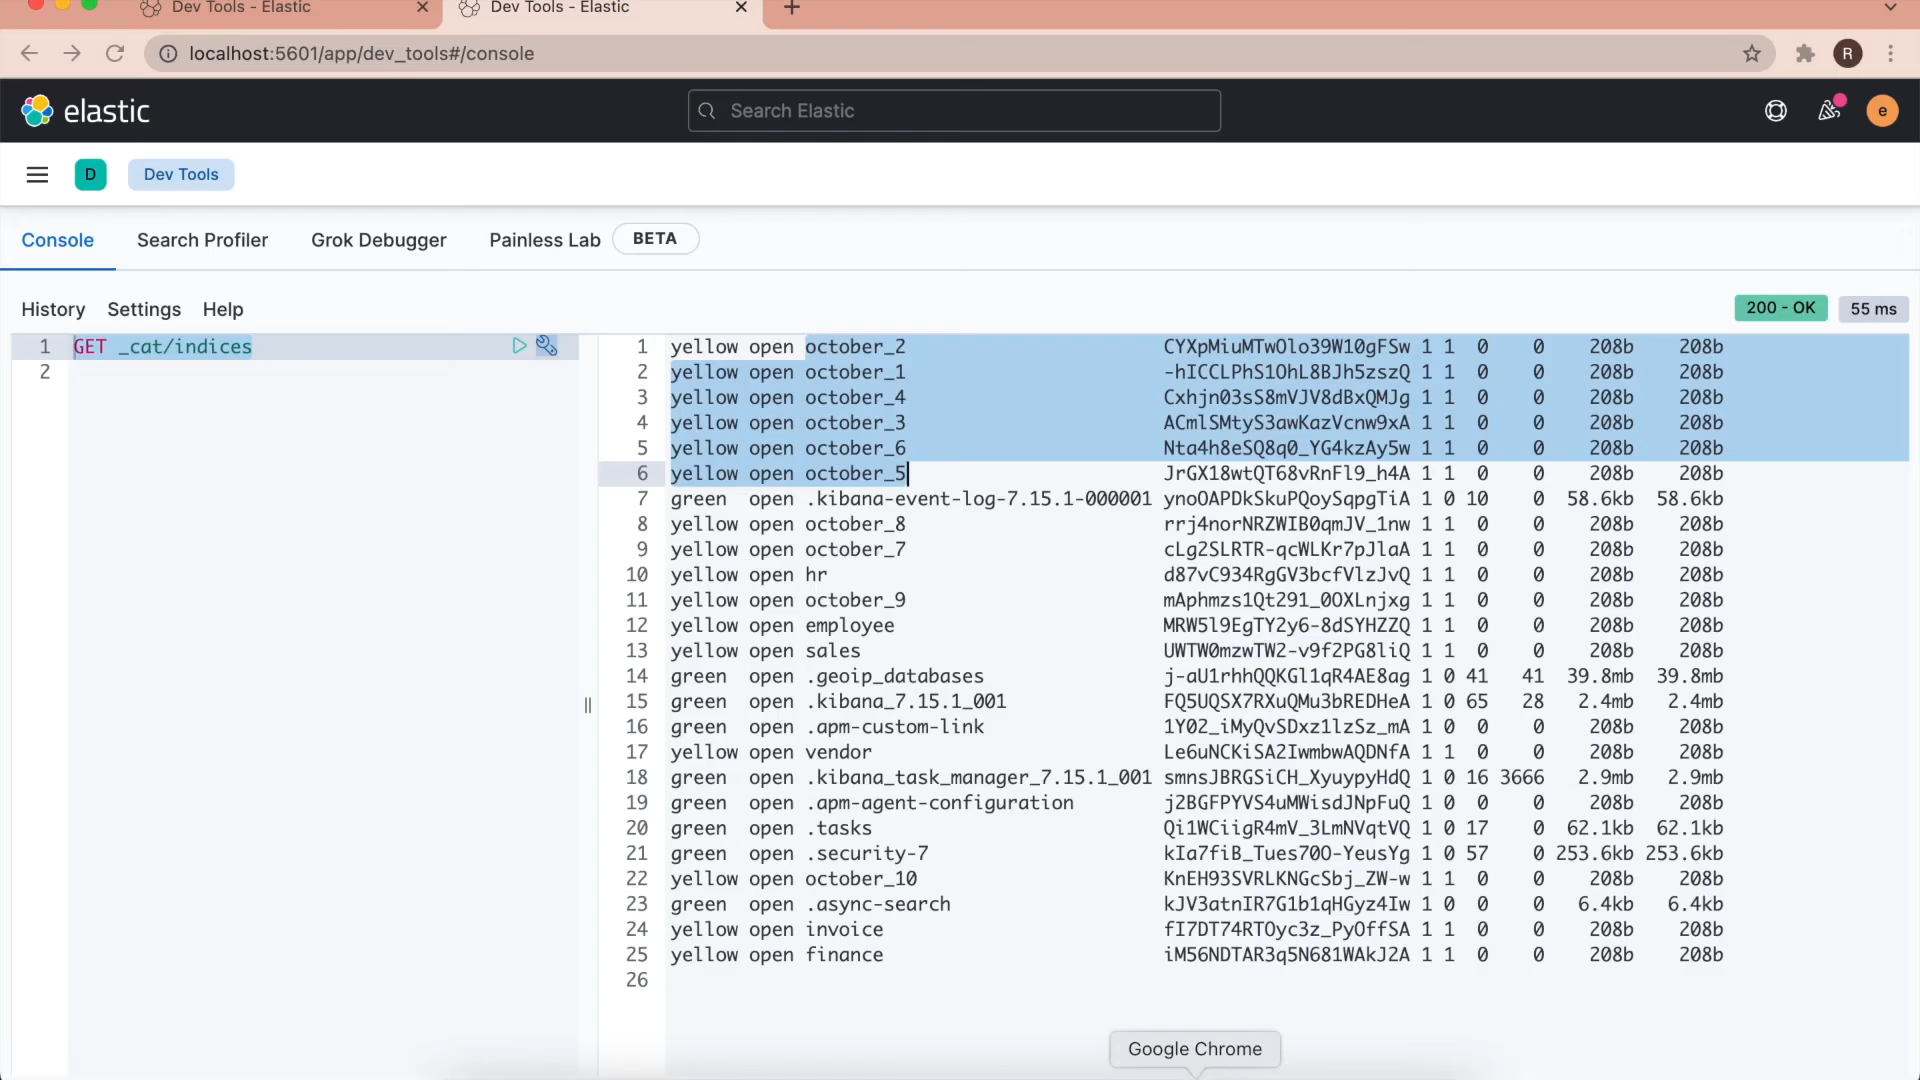 Dev Tools - Elastic
Dev Tools - Elastic
localhost:5601/app/dev_tools#/console
R
elastic
Search Elastic
e
D
Dev Tools
Console
Search Profiler
Grok Debugger
Painless Lab
BETA
History
Settings
Help
200 - OK
55 ms
1 GET _cat/indices
2
1 yellow open october_2 CYXpMiuMTwOlo39W10gFSw 1 1 0 0 208b 208b
2 yellow open october_1 -hICCLPhS1OhL8BJh5zszQ 1 1 0 0 208b 208b
3 yellow open october_4 Cxhjn03sS8mVJV8dBxQMJg 1 1 0 0 208b 208b
4 yellow open october_3 ACmlSMtyS3awKazVcnw9xA 1 1 0 0 208b 208b
5 yellow open october_6 Nta4h8eSQ8q0_YG4kzAy5w 1 1 0 0 208b 208b
6 yellow open october_5 JrGX18wtQT68vRnFl9_h4A 1 1 0 0 208b 208b
7 green open .kibana-event-log-7.15.1-000001 ynoOAPDkSkuPQoySqpgTiA 1 0 10 0 58.6kb 58.6kb
8 yellow open october_8 rrj4norNRZWIB0qmJV_1nw 1 1 0 0 208b 208b
9 yellow open october_7 cLg2SLRTR-qcWLKr7pJlaA 1 1 0 0 208b 208b
10 yellow open hr d87vC934RgGV3bcfVlzJvQ 1 1 0 0 208b 208b
11 yellow open october_9 mAphmzs1Qt291_0OXLnjxg 1 1 0 0 208b 208b
12 yellow open employee MRW5l9EgTY2y6-8dSYHZZQ 1 1 0 0 208b 208b
13 yellow open sales UWTW0mzwTW2-v9f2PG8liQ 1 1 0 0 208b 208b
14 green open .geoip_databases j-aU1rhhQQKGl1qR4AE8ag 1 0 41 41 39.8mb 39.8mb
15 green open .kibana_7.15.1_001 FQ5UQSX7RXuQMu3bREDHeA 1 0 65 28 2.4mb 2.4mb
16 green open .apm-custom-link 1Y02_iMyQvSDxz1lzSz_mA 1 0 0 0 208b 208b
17 yellow open vendor Le6uNCKiSA2IwmbwAQDNfA 1 1 0 0 208b 208b
18 green open .kibana_task_manager_7.15.1_001 smnsJBRGSiCH_XyuypyHdQ 1 0 16 3666 2.9mb 2.9mb
19 green open .apm-agent-configuration j2BGFPYVS4uMWisdJNpFuQ 1 0 0 0 208b 208b
20 green open .tasks Qi1WCiigR4mV_3LmNVqtVQ 1 0 17 0 62.1kb 62.1kb
21 green open .security-7 kIa7fiB_Tues70O-YeusYg 1 0 57 0 253.6kb 253.6kb
22 yellow open october_10 KnEH93SVRLKNGcSbj_ZW-w 1 1 0 0 208b 208b
23 green open .async-search kJV3atnIR7G1b1qHGyz4Iw 1 0 0 0 6.4kb 6.4kb
24 yellow open invoice fI7DT74RTOyc3z_PyOffSA 1 1 0 0 208b 208b
25 yellow open finance iM56NDTAR3q5N681WAkJ2A 1 1 0 0 208b 208b
26
Google Chrome